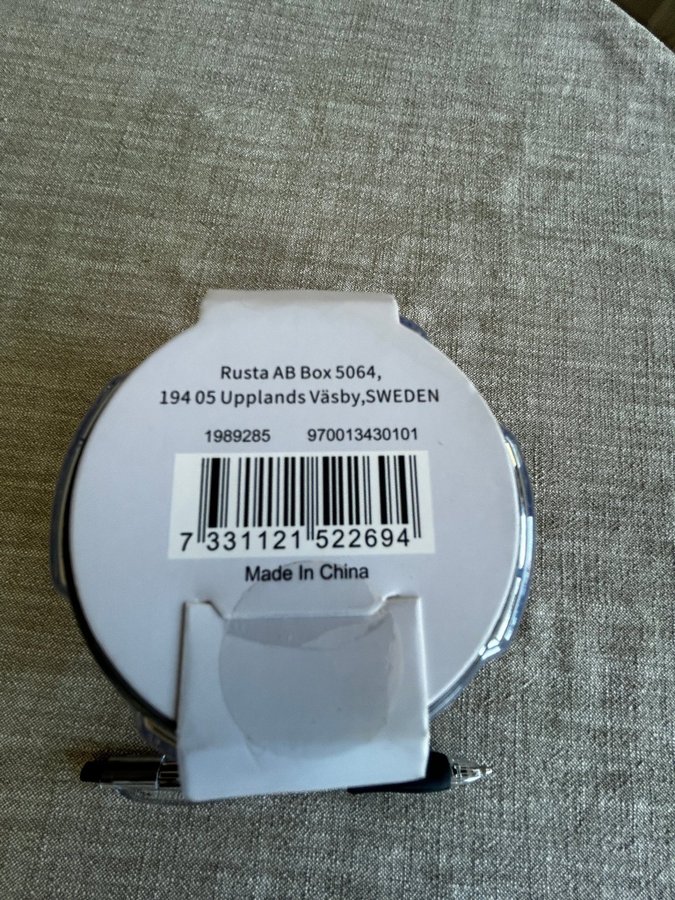 Rusta AB Box 5064,
194 05 Upplands Väsby,SWEDEN
1989285 970013430101
7 331121 522694
Made In China